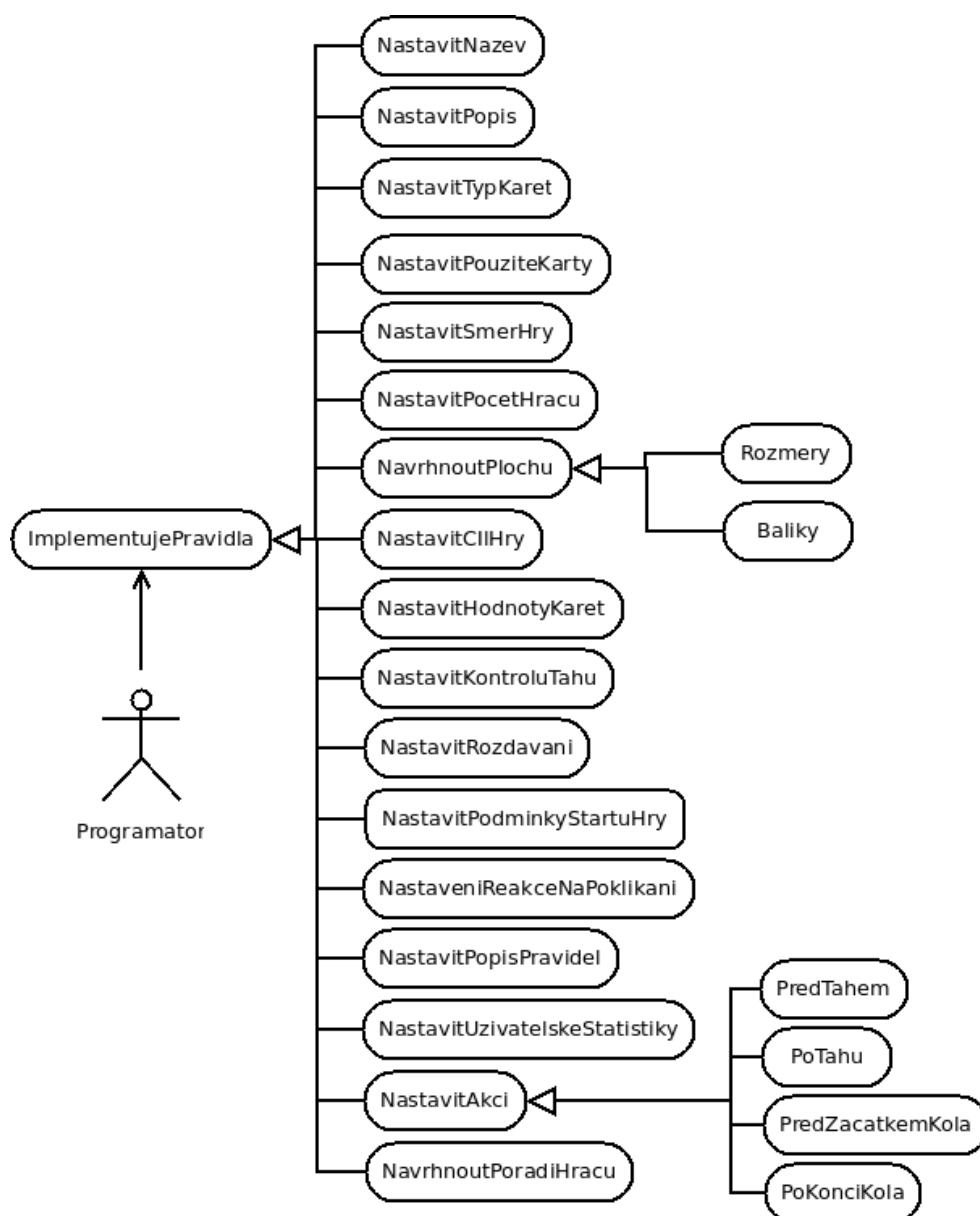 NastavitNazev
NastavitPopis
NastavitTypKaret
NastavitPouziteKarty
NastavitSmerHry
NastavitPocetHracu
NavrhnoutPlochu
Rozmery
Baliky
ImplementujePravidla
NastavitCIlHry
NastavitHodnotyKaret
NastavitKontroluTahu
NastavitRozdavani
Programator
NastavitPodminkyStartuHry
NastaveniReakceNaPoklikani
NastavitPopisPravidel
NastavitUzivatelskeStatistiky
NastavitAkci
PredTahem
PoTahu
PredZacatkemKola
PoKonciKola
NavrhnoutPoradiHracu